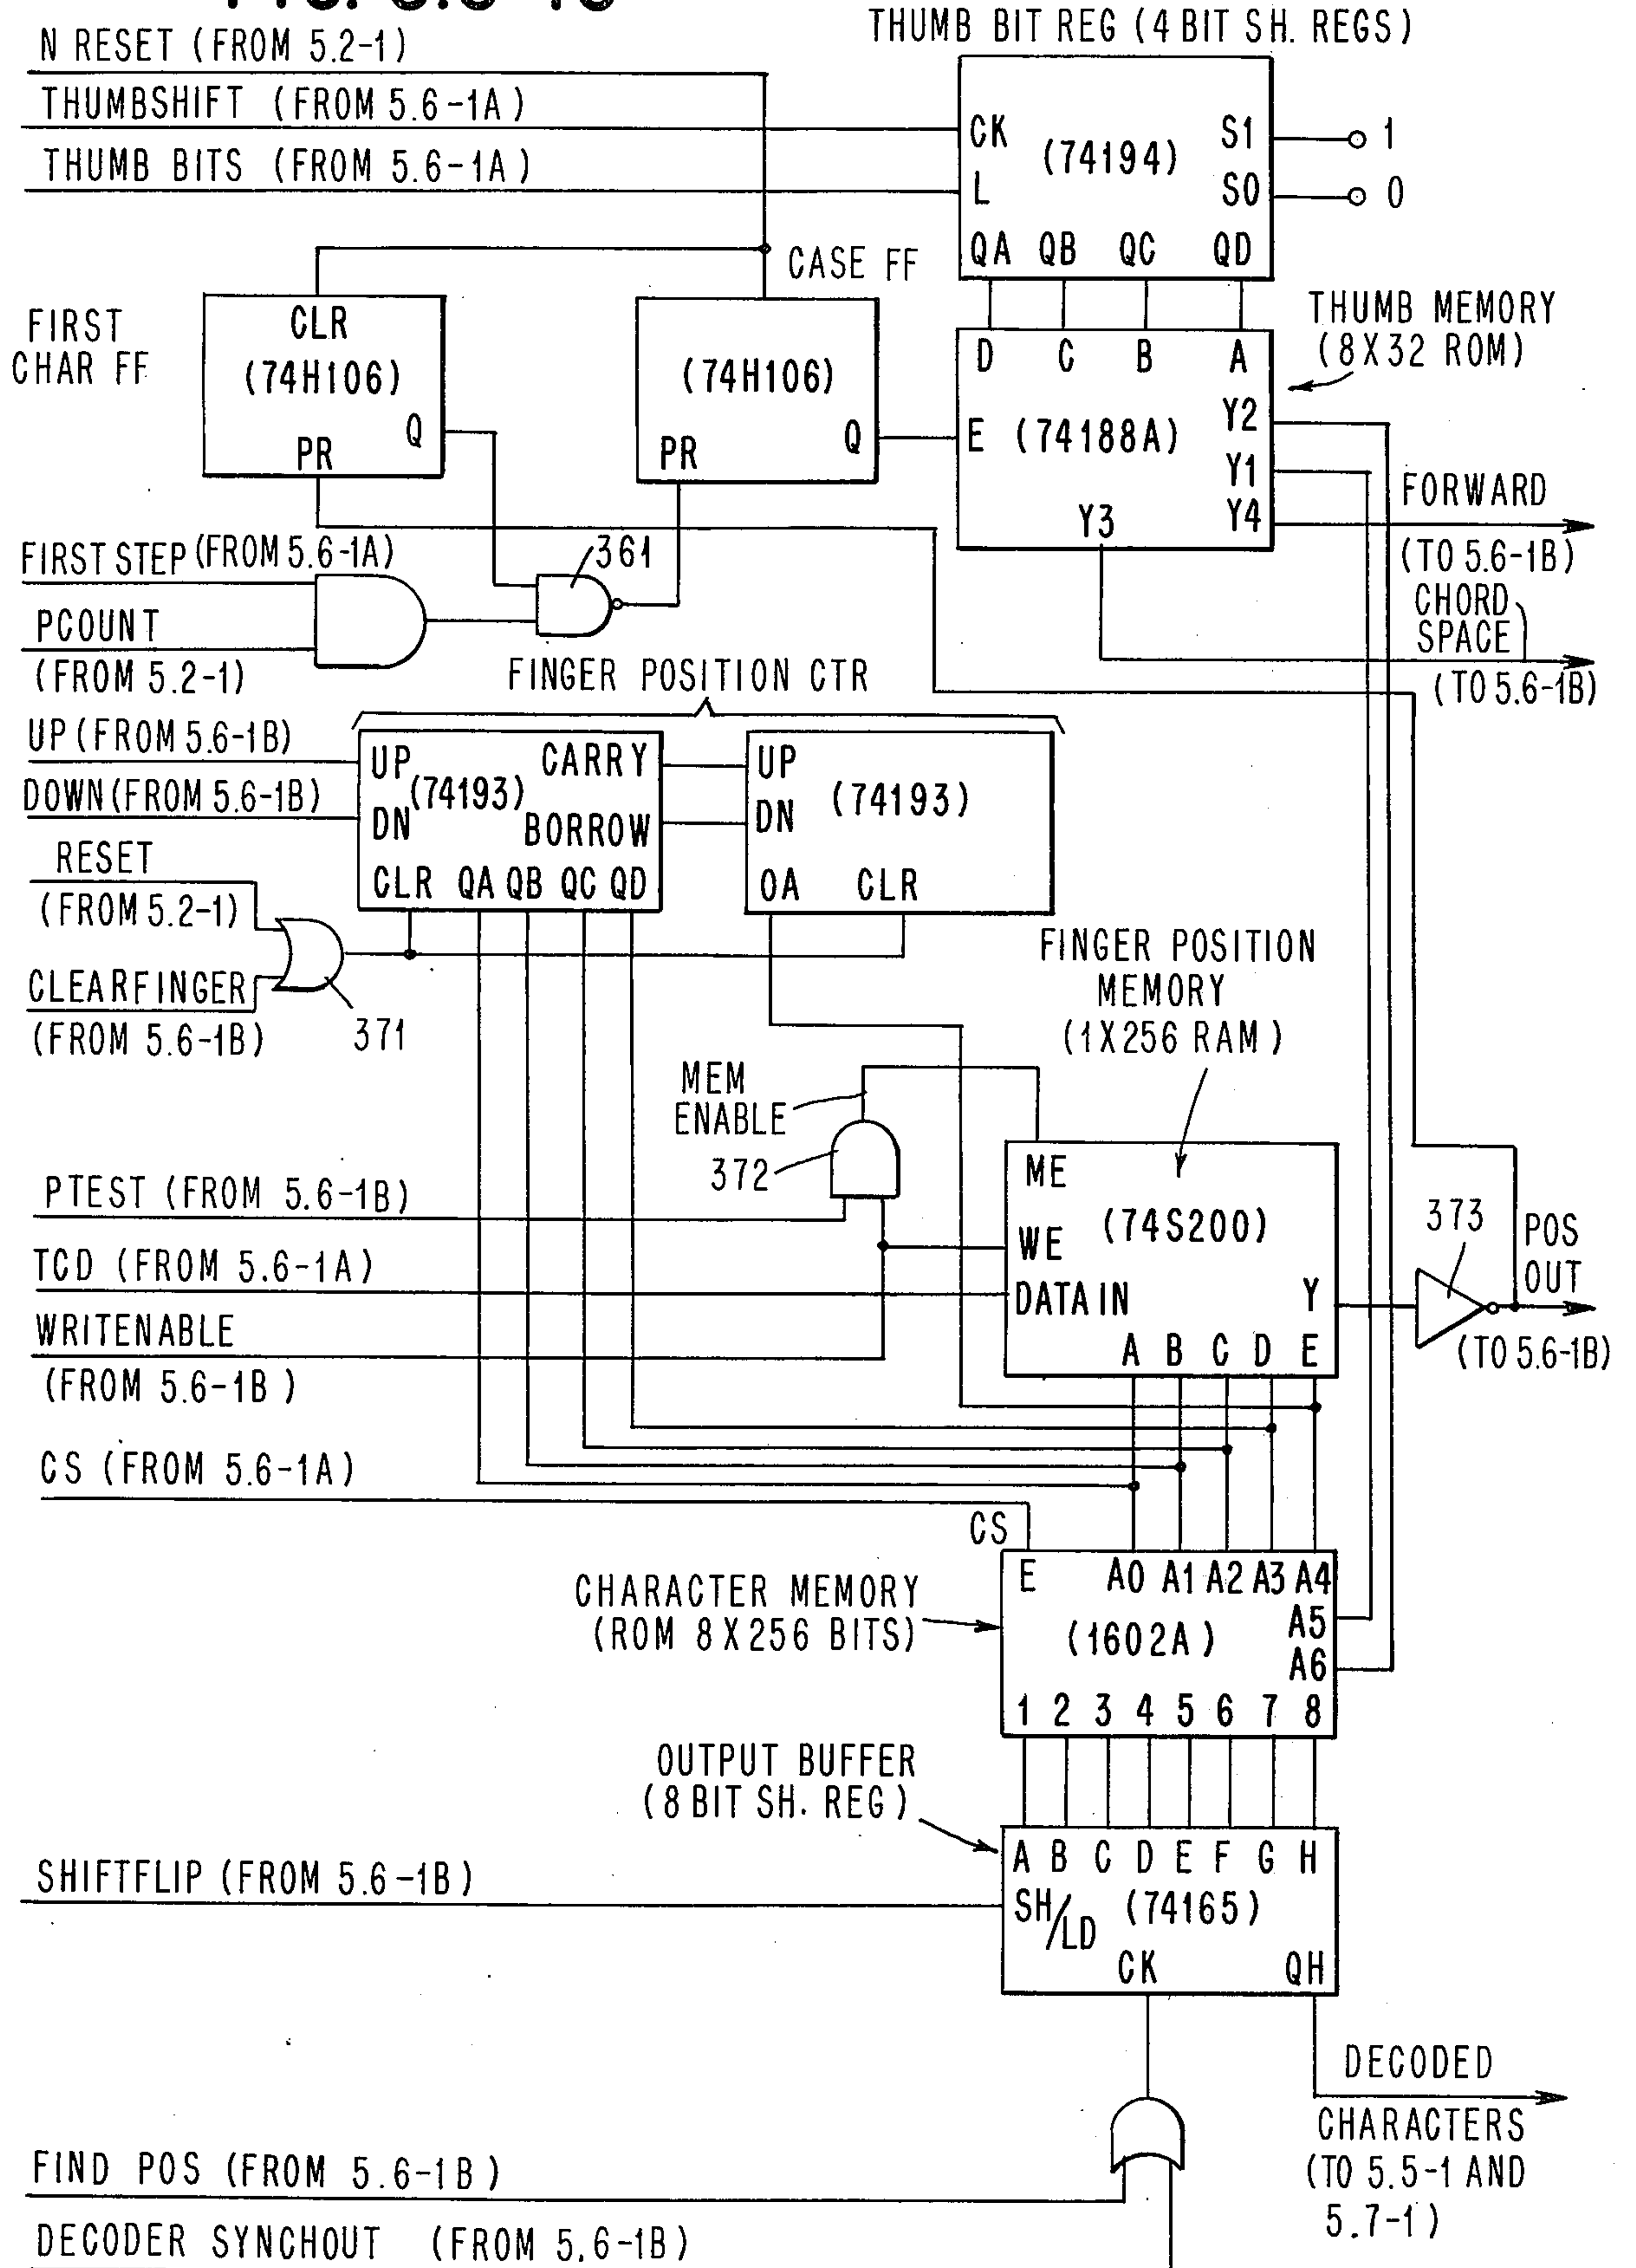 THUMB BIT REG (4 BIT SH. REGS)
N RESET (FROM 5.2-1)
THUMBSHIFT (FROM 5.6-1A)
THUMB BITS (FROM 5.6-1A)
CK
L
(74194)
S1
S0
1
0
QA QB QC QD
CASE FF
FIRST
CHAR FF
CLR
(74H106)
Q
PR
(74H106)
Q
PR
THUMB MEMORY
(8X32 ROM)
D C B A
E (74188A)
Y2
Y1
Y4
Y3
FORWARD
(TO 5.6-1B)
CHORD
SPACE
(TO 5.6-1B)
FIRST STEP (FROM 5.6-1A)
361
PCOUNT
(FROM 5.2-1)
FINGER POSITION CTR
UP (FROM 5.6-1B)
DOWN (FROM 5.6-1B)
UP
DN
(74193)
CARRY
BORROW
CLR QA QB QC QD
UP
DN
(74193)
OA CLR
RESET
(FROM 5.2-1)
CLEARFINGER
(FROM 5.6-1B)
371
FINGER POSITION
MEMORY
(1X256 RAM)
MEM
ENABLE
372
PTEST (FROM 5.6-1B)
TCD (FROM 5.6-1A)
WRITENABLE
(FROM 5.6-1B)
ME
WE
(74S200)
DATA IN
Y
A B C D E
373
POS
OUT
(TO 5.6-1B)
CS (FROM 5.6-1A)
CS
CHARACTER MEMORY
(ROM 8X256 BITS)
E A0 A1 A2 A3 A4
A5
(1602A)
A6
1 2 3 4 5 6 7 8
OUTPUT BUFFER
(8 BIT SH. REG)
SHIFTFLIP (FROM 5.6-1B)
A B C D E F G H
SH/LD (74165)
CK QH
DECODED
CHARACTERS
(TO 5.5-1 AND
5.7-1)
FIND POS (FROM 5.6-1B)
DECODER SYNCHOUT (FROM 5.6-1B)